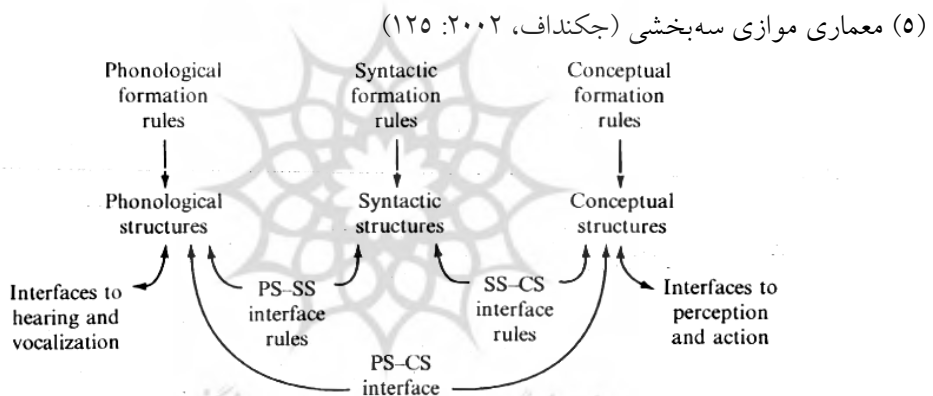 (۵) معماری موازی سه‌بخشی (جکنداف، ۲۰۰۲: ۱۲۵)
Phonological formation rules
Syntactic formation rules
Conceptual formation rules
Phonological structures
Syntactic structures
Conceptual structures
Interfaces to hearing and vocalization
PS–SS interface rules
SS–CS interface rules
Interfaces to perception and action
PS–CS interface